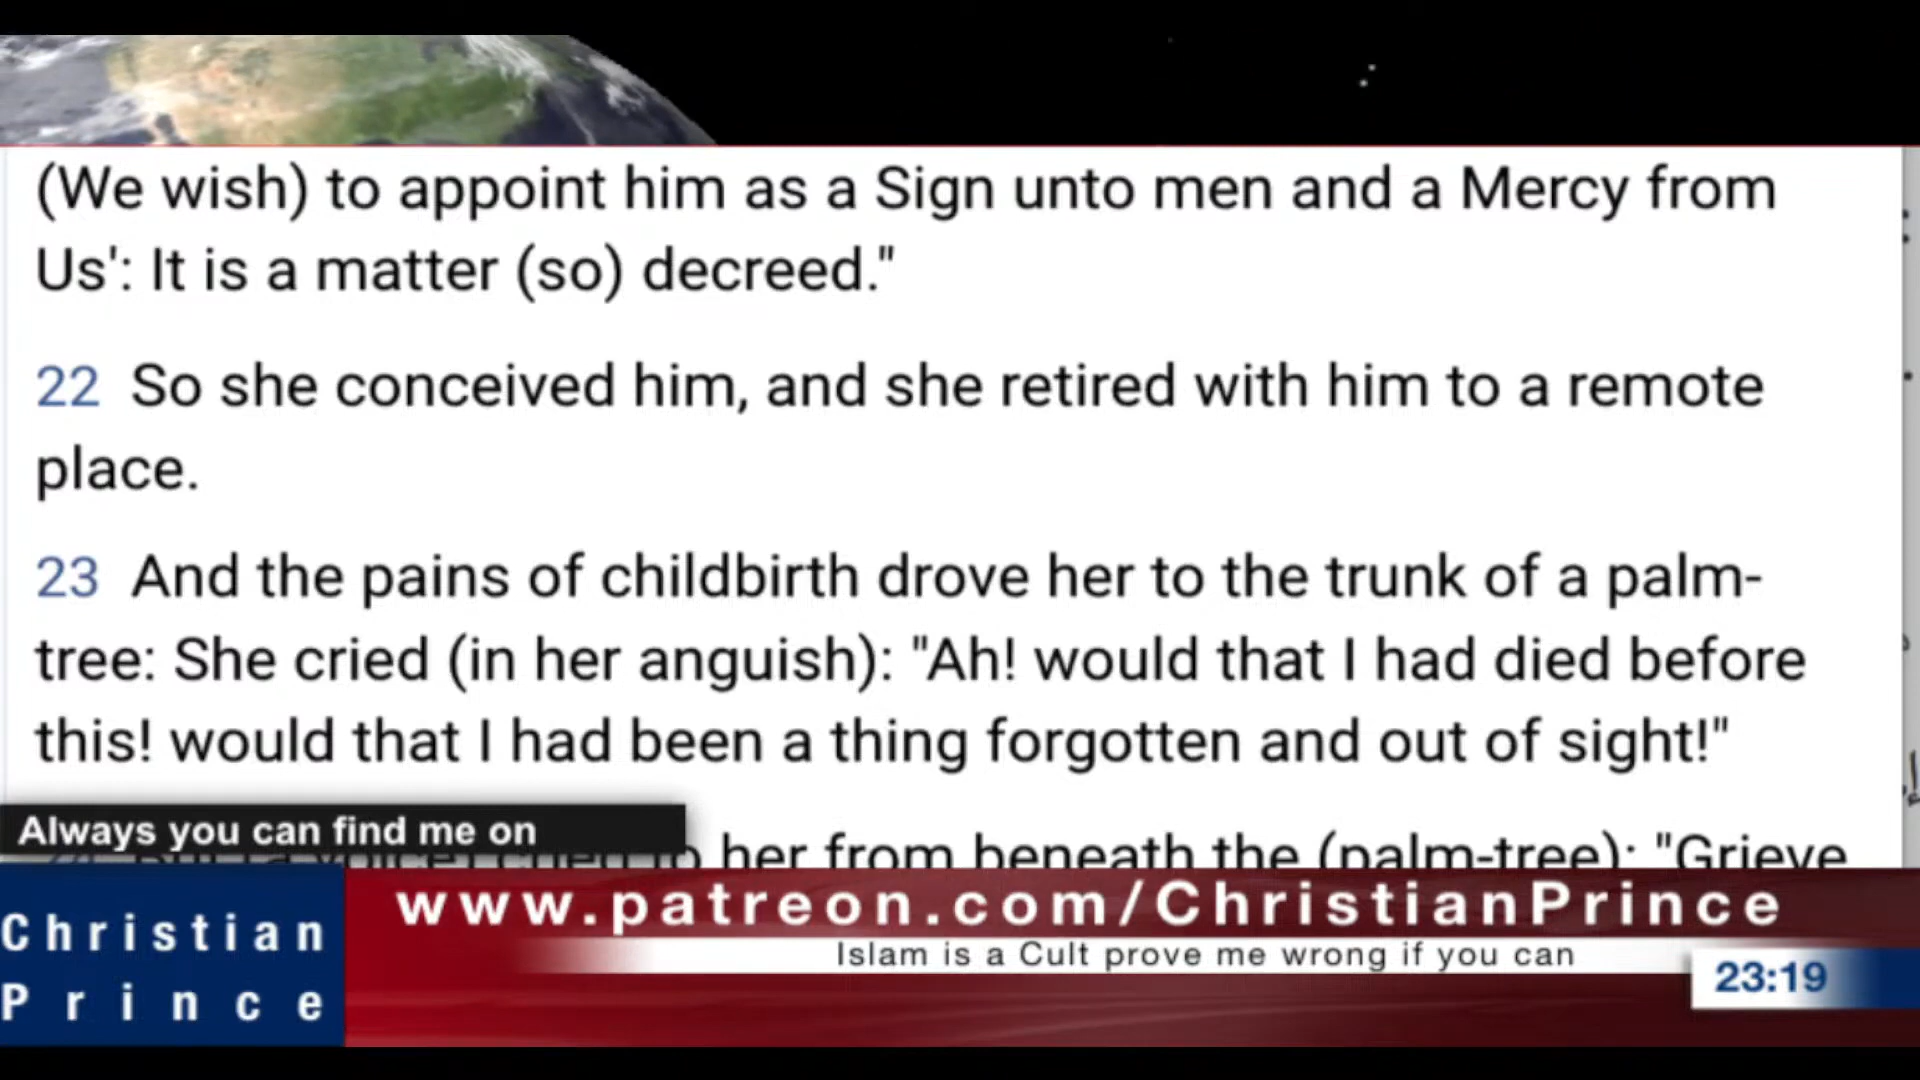 (We wish) to appoint him as a Sign unto men and a Mercy from
Us': It is a matter (so) decreed."
22 So she conceived him, and she retired with him to a remote
place.
23 And the pains of childbirth drove her to the trunk of a palm-
tree: She cried (in her anguish): "Ah! would that I had died before
this! would that I had been a thing forgotten and out of sight!"
her from beneath the (palm-tree): "Grieve
Always you can find me on
www.patreon.com/ChristianPrince
Islam is a Cult prove me wrong if you can
Christian
Prince
23:19